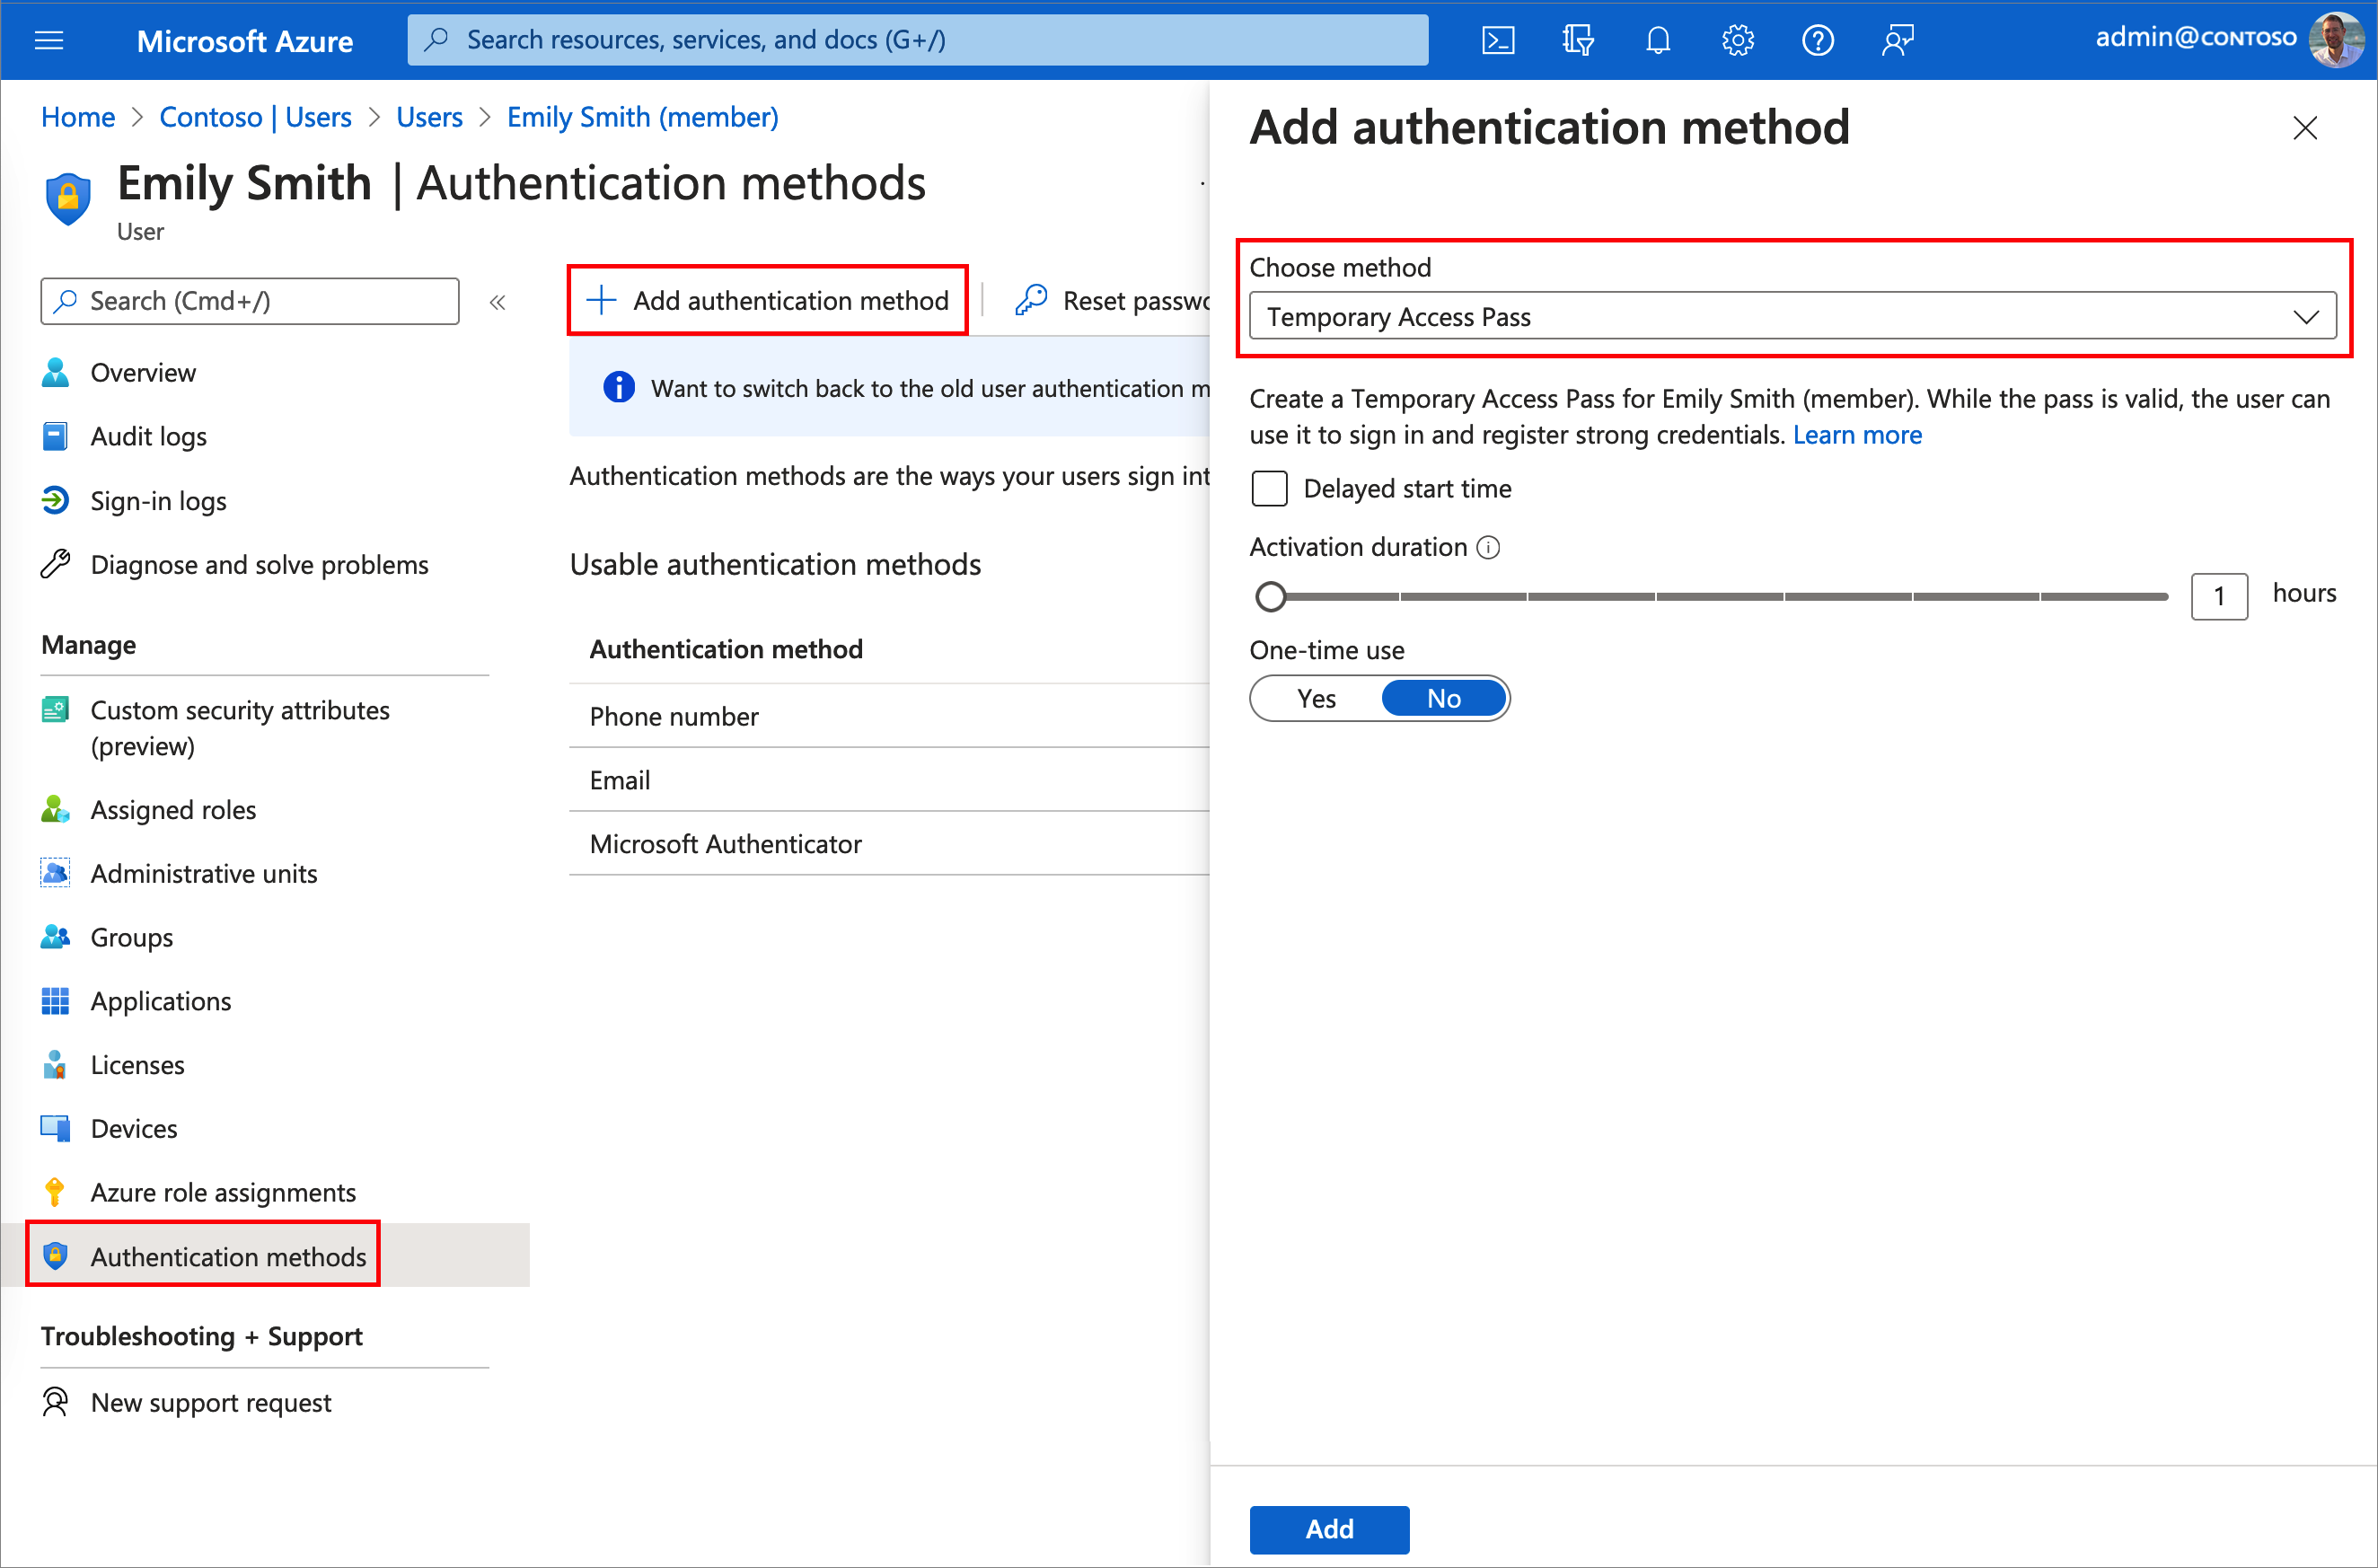 Microsoft Azure
Search resources, services, and docs (G+/)
admin@CONTOSO
Home > Contoso | Users > Users > Emily Smith (member)
Emily Smith | Authentication methods
User
Search (Cmd+/)
Overview
Audit logs
Sign-in logs
Diagnose and solve problems
Manage
Custom security attributes
(preview)
Assigned roles
Administrative units
Groups
Applications
Licenses
Devices
Azure role assignments
Authentication methods
Troubleshooting + Support
New support request
Add authentication method
Reset passwo
Want to switch back to the old user authentication m
Authentication methods are the ways your users sign int
Usable authentication methods
Authentication method
Phone number
Email
Microsoft Authenticator
Add authentication method
Choose method
Temporary Access Pass
Create a Temporary Access Pass for Emily Smith (member). While the pass is valid, the user can
use it to sign in and register strong credentials. Learn more
Delayed start time
Activation duration
1 hours
One-time use
Yes No
Add